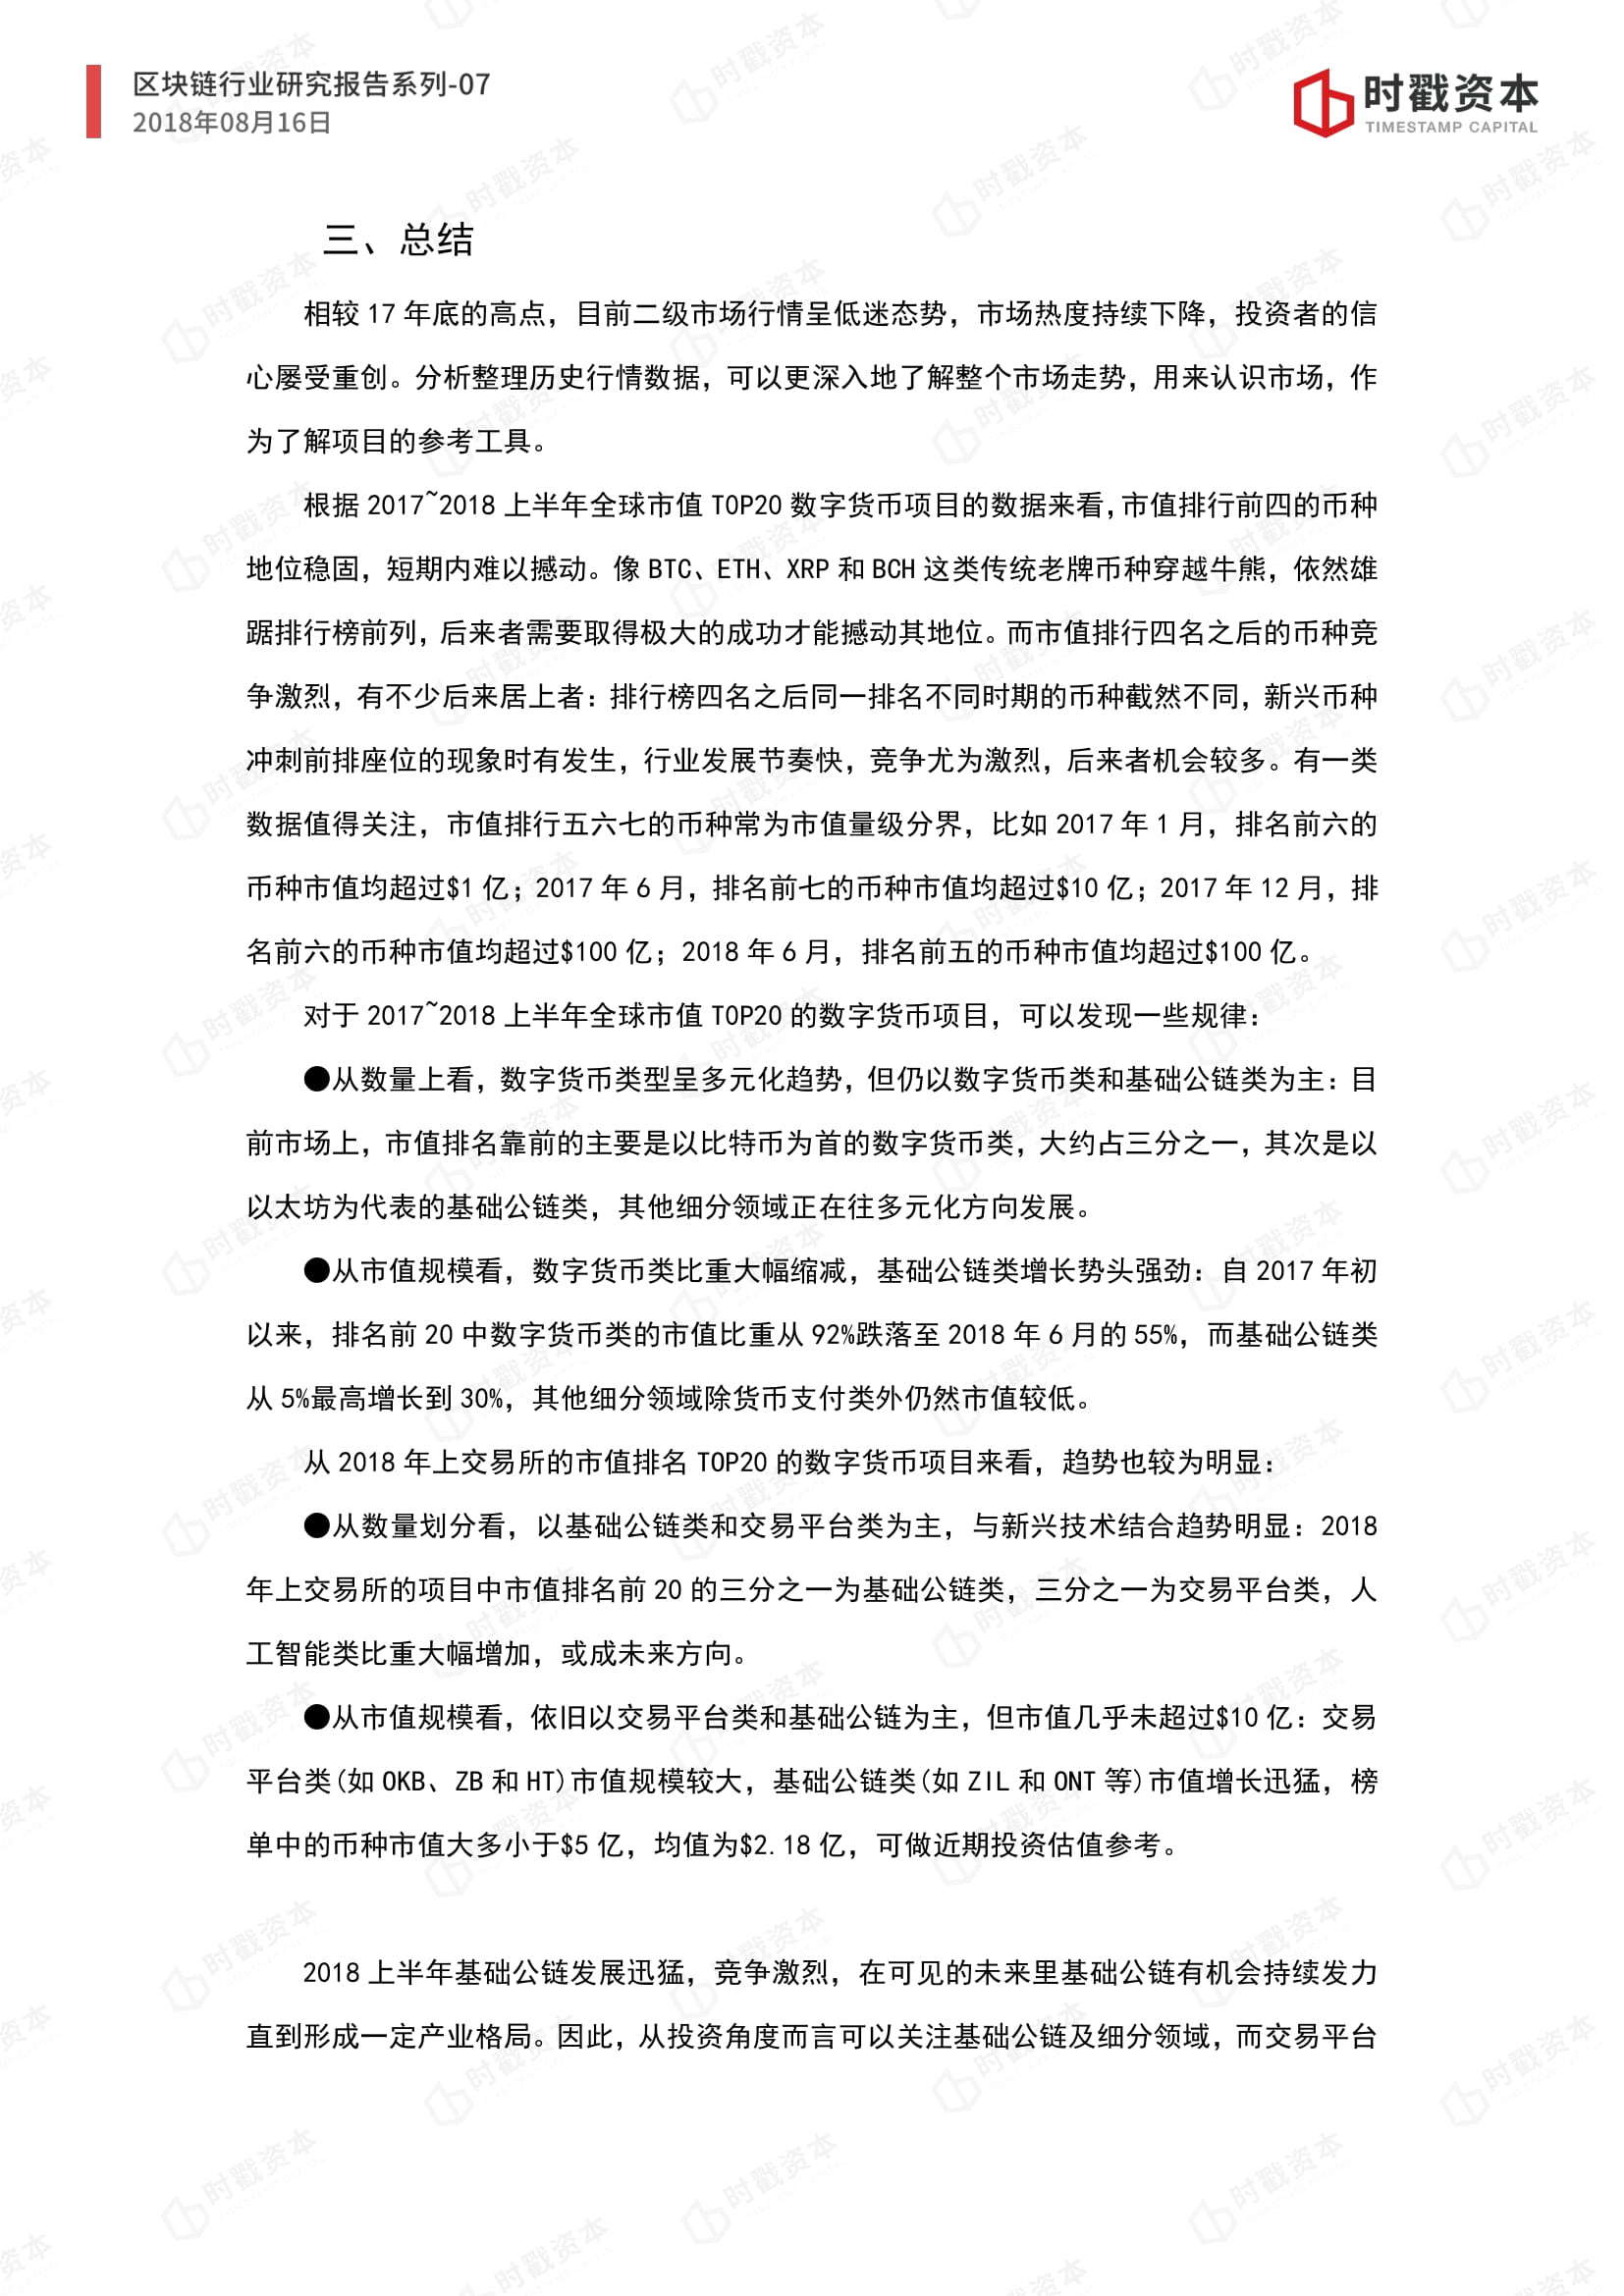 区块链行业研究报告系列-07
2018年08月16日
时戳资本
TIMESTAMP CAPITAL
三、总结
相较 17 年底的高点，目前二级市场行情呈低迷态势，市场热度持续下降，投资者的信
心屡受重创。分析整理历史行情数据，可以更深入地了解整个市场走势，用来认识市场，作
为了解项目的参考工具。
根据 2017~2018 上半年全球市值 TOP20 数字货币项目的数据来看，市值排行前四的币种
地位稳固，短期内难以撼动。像 BTC、ETH、XRP 和 BCH 这类传统老牌币种穿越牛熊，依然雄
踞排行榜前列，后来者需要取得极大的成功才能撼动其地位。而市值排行四名之后的币种竞
争激烈，有不少后来居上者：排行榜四名之后同一排名不同时期的币种截然不同，新兴币种
冲刺前排座位的现象时有发生，行业发展节奏快，竞争尤为激烈，后来者机会较多。有一类
数据值得关注，市值排行五六七的币种常为市值量级分界，比如 2017 年 1 月，排名前六的
币种市值均超过$1 亿；2017 年 6 月，排名前七的币种市值均超过$10 亿；2017 年 12 月，排
名前六的币种市值均超过$100 亿；2018 年 6 月，排名前五的币种市值均超过$100 亿。
对于 2017~2018 上半年全球市值 TOP20 的数字货币项目，可以发现一些规律：
●从数量上看，数字货币类型呈多元化趋势，但仍以数字货币类和基础公链类为主：目
前市场上，市值排名靠前的主要是以比特币为首的数字货币类，大约占三分之一，其次是以
以太坊为代表的基础公链类，其他细分领域正在往多元化方向发展。
●从市值规模看，数字货币类比重大幅缩减，基础公链类增长势头强劲：自 2017 年初
以来，排名前 20 中数字货币类的市值比重从 92%跌落至 2018 年 6 月的 55%，而基础公链类
从 5%最高增长到 30%，其他细分领域除货币支付类外仍然市值较低。
从 2018 年上交易所的市值排名 TOP20 的数字货币项目来看，趋势也较为明显：
●从数量划分看，以基础公链类和交易平台类为主，与新兴技术结合趋势明显：2018
年上交易所的项目中市值排名前 20 的三分之一为基础公链类，三分之一为交易平台类，人
工智能类比重大幅增加，或成未来方向。
●从市值规模看，依旧以交易平台类和基础公链为主，但市值几乎未超过$10 亿：交易
平台类(如 OKB、ZB 和 HT)市值规模较大，基础公链类(如 ZIL 和 ONT 等)市值增长迅猛，榜
单中的币种市值大多小于$5 亿，均值为$2.18 亿，可做近期投资估值参考。
2018 上半年基础公链发展迅猛，竞争激烈，在可见的未来里基础公链有机会持续发力
直到形成一定产业格局。因此，从投资角度而言可以关注基础公链及细分领域，而交易平台